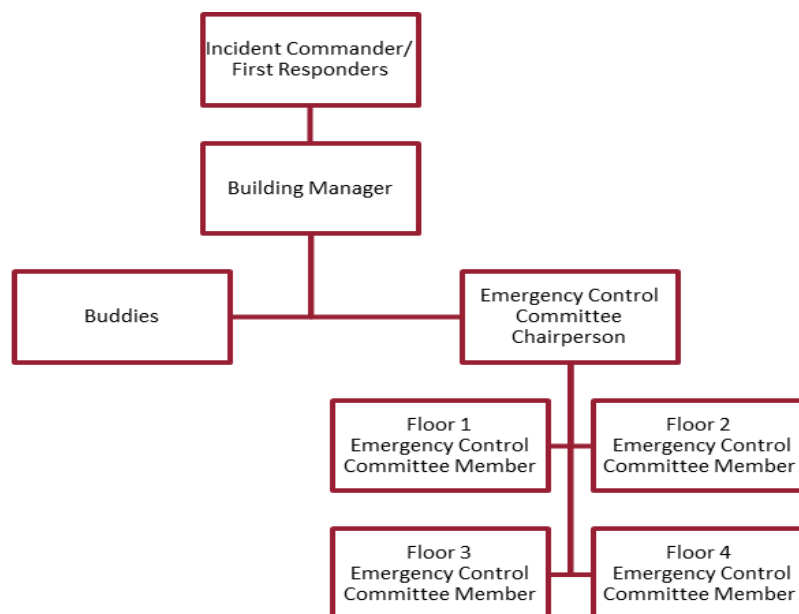 Incident Commander/
First Responders
Building Manager
Buddies
Emergency Control
Committee
Chairperson
Floor 1
Emergency Control
Committee Member
Floor 2
Emergency Control
Committee Member
Floor 3
Emergency Control
Committee Member
Floor 4
Emergency Control
Committee Member